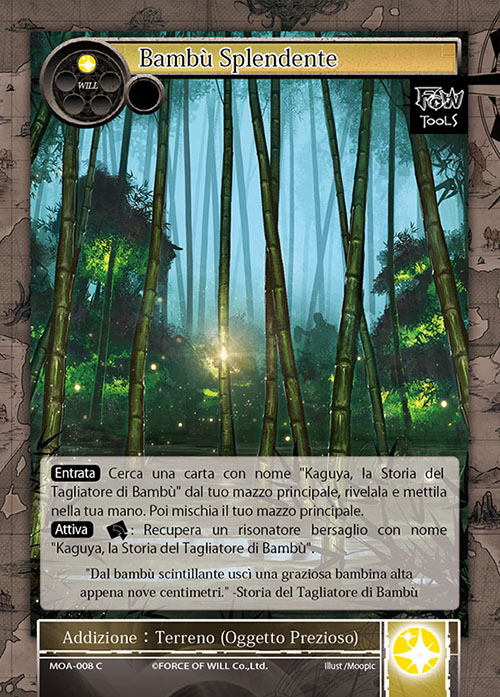 Bambù Splendente
WILL
FOW
TOOLS
Entrata Cerca una carta con nome "Kaguya, la Storia del
Tagliatore di Bambù" dal tuo mazzo principale, rivelala e mettila
nella tua mano. Poi mischia il tuo mazzo principale.
Attiva : Recupera un risonatore bersaglio con nome
"Kaguya, la Storia del Tagliatore di Bambù".
"Dal bambù scintillante uscì una graziosa bambina alta
appena nove centimetri." -Storia del Tagliatore di Bambù
Addizione : Terreno (Oggetto Prezioso)
MOA-008 C ©FORCE OF WILL Co.,Ltd. Illust /Moopic